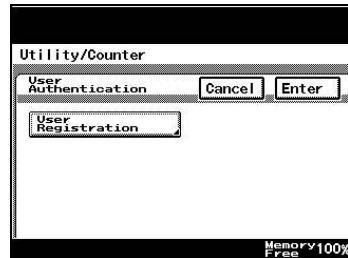 Utility/Counter
User
Authentication
Cancel
Enter
User
Registration
Memory
Free 100%